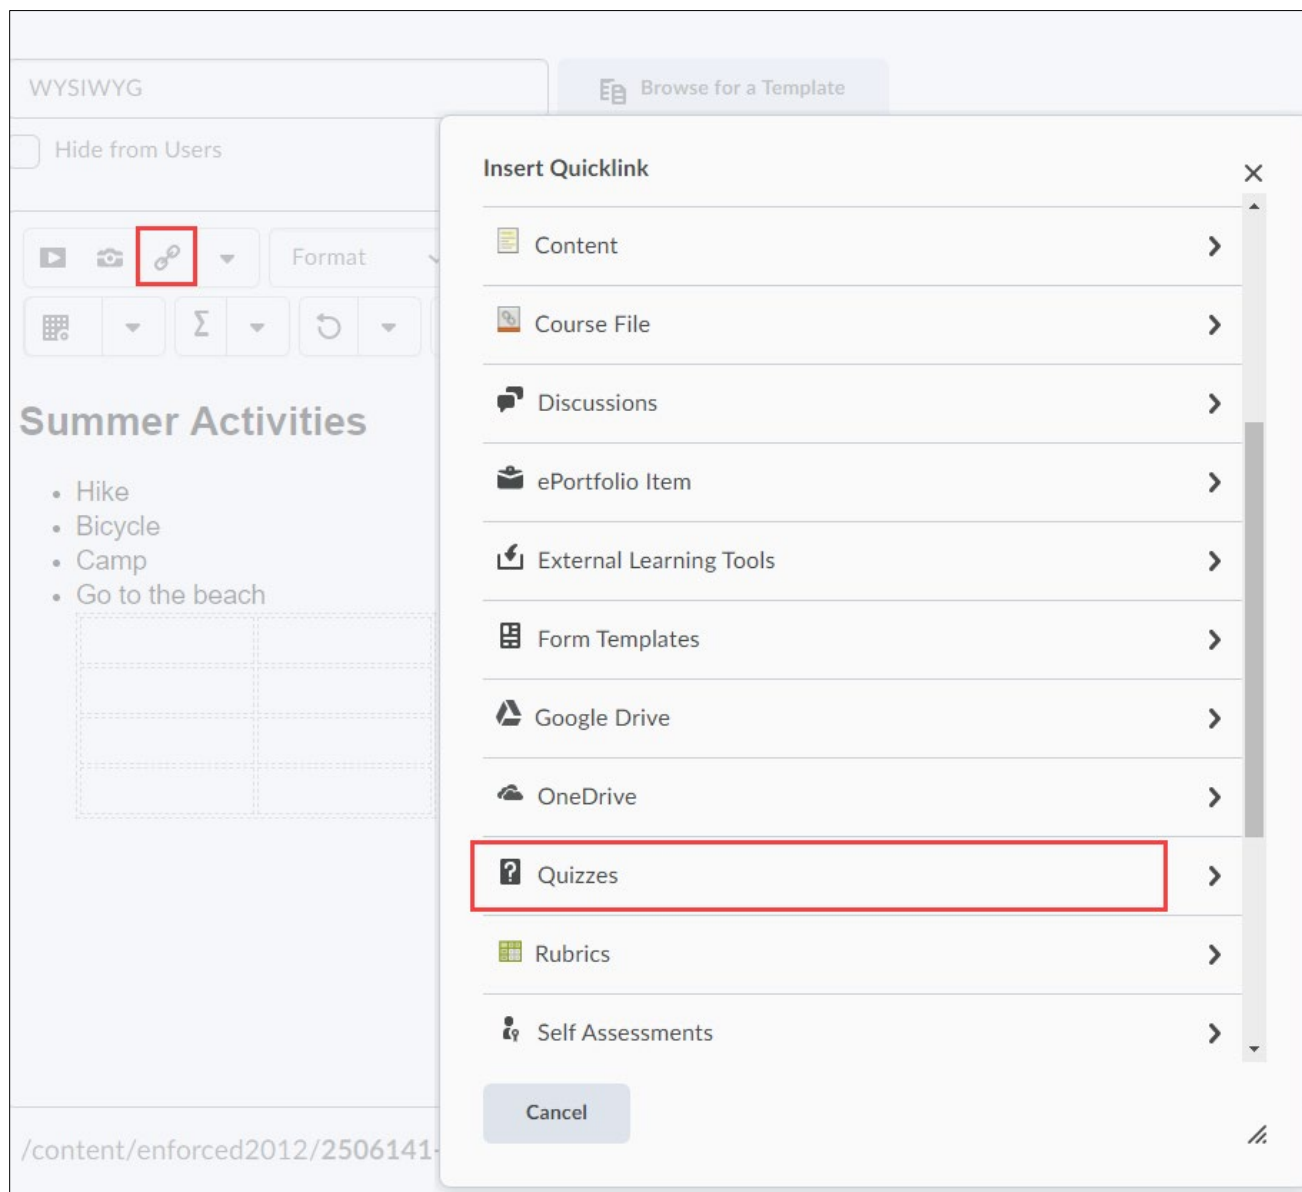 WYSIWYG
Browse for a Template
Hide from Users
Format
Summer Activities
• Hike
• Bicycle
• Camp
• Go to the beach
/content/enforced2012/2506141-
Insert Quicklink
Content
Course File
Discussions
ePortfolio Item
External Learning Tools
Form Templates
Google Drive
OneDrive
Quizzes
Rubrics
Self Assessments
Cancel